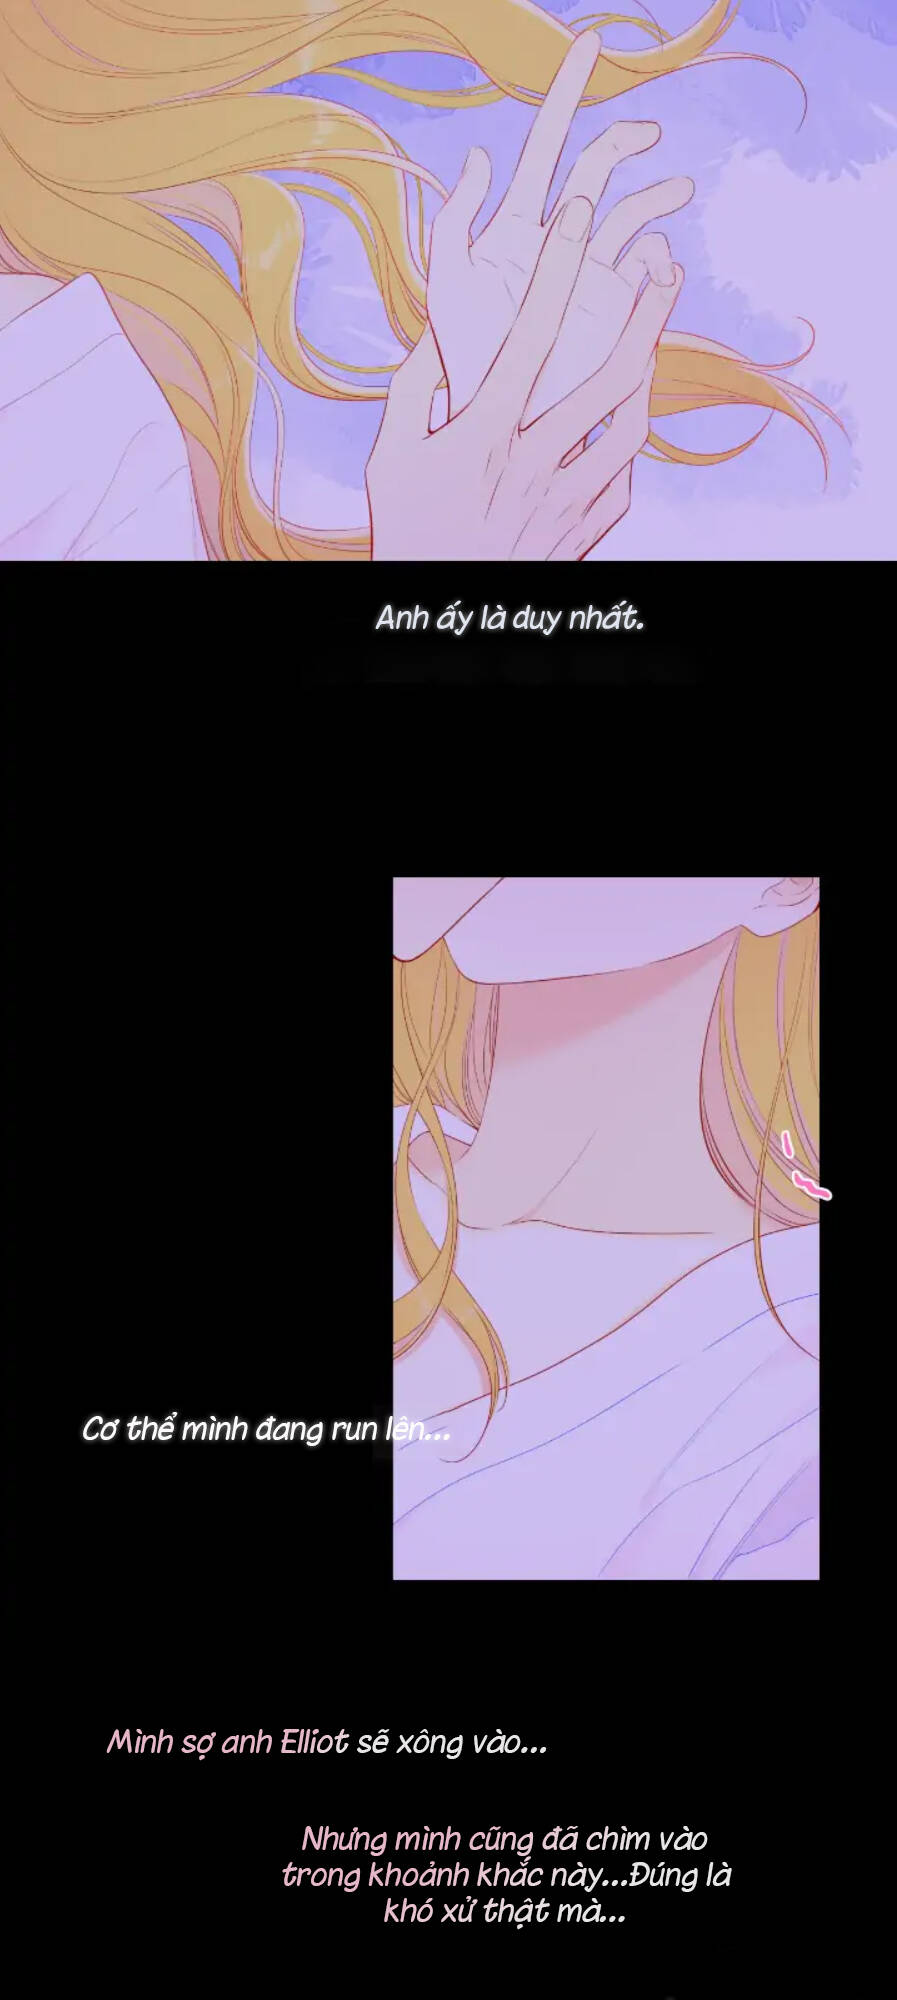 Anh ấy là duy nhất.
Cơ thể mình đang run lên...
Mình sợ anh Elliot sẽ xông vào...
Nhưng mình cũng đã chìm vào
trong khoảnh khắc này...Đúng là
khó xử thật mà...